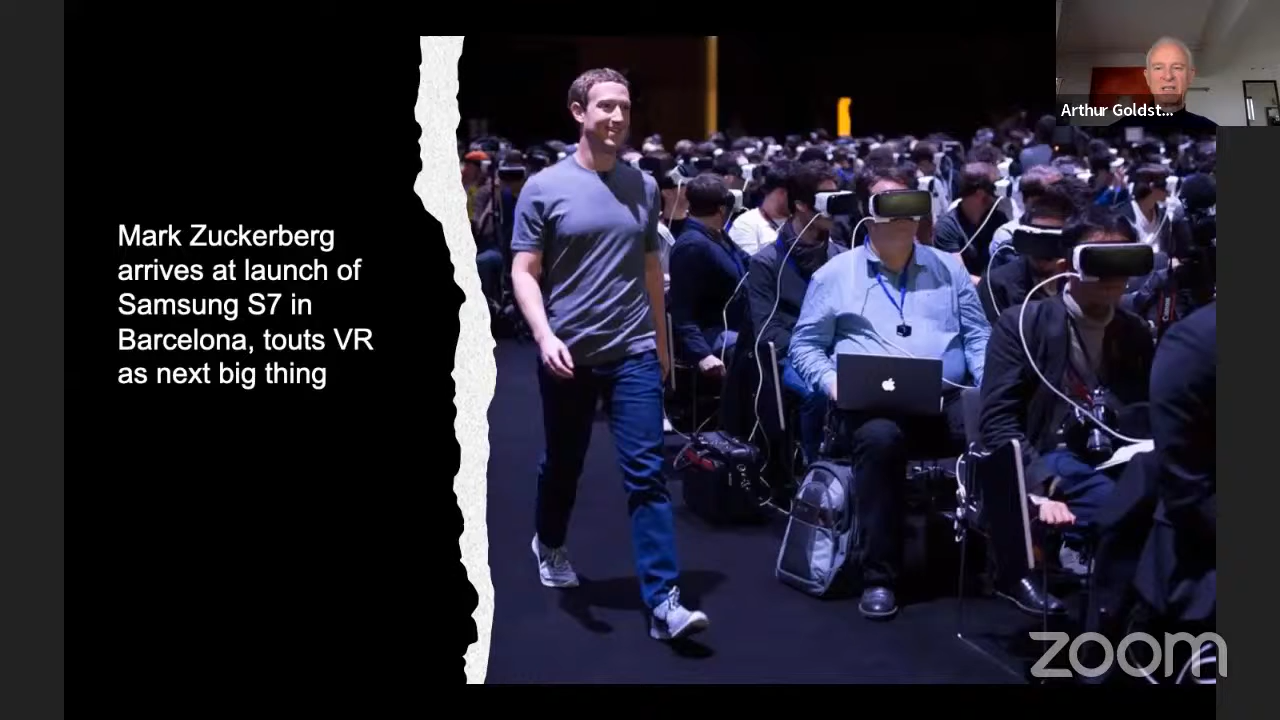 Arthur Goldst...
Mark Zuckerberg
arrives at launch of
Samsung S7 in
Barcelona, touts VR
as next big thing
Canon
zoom